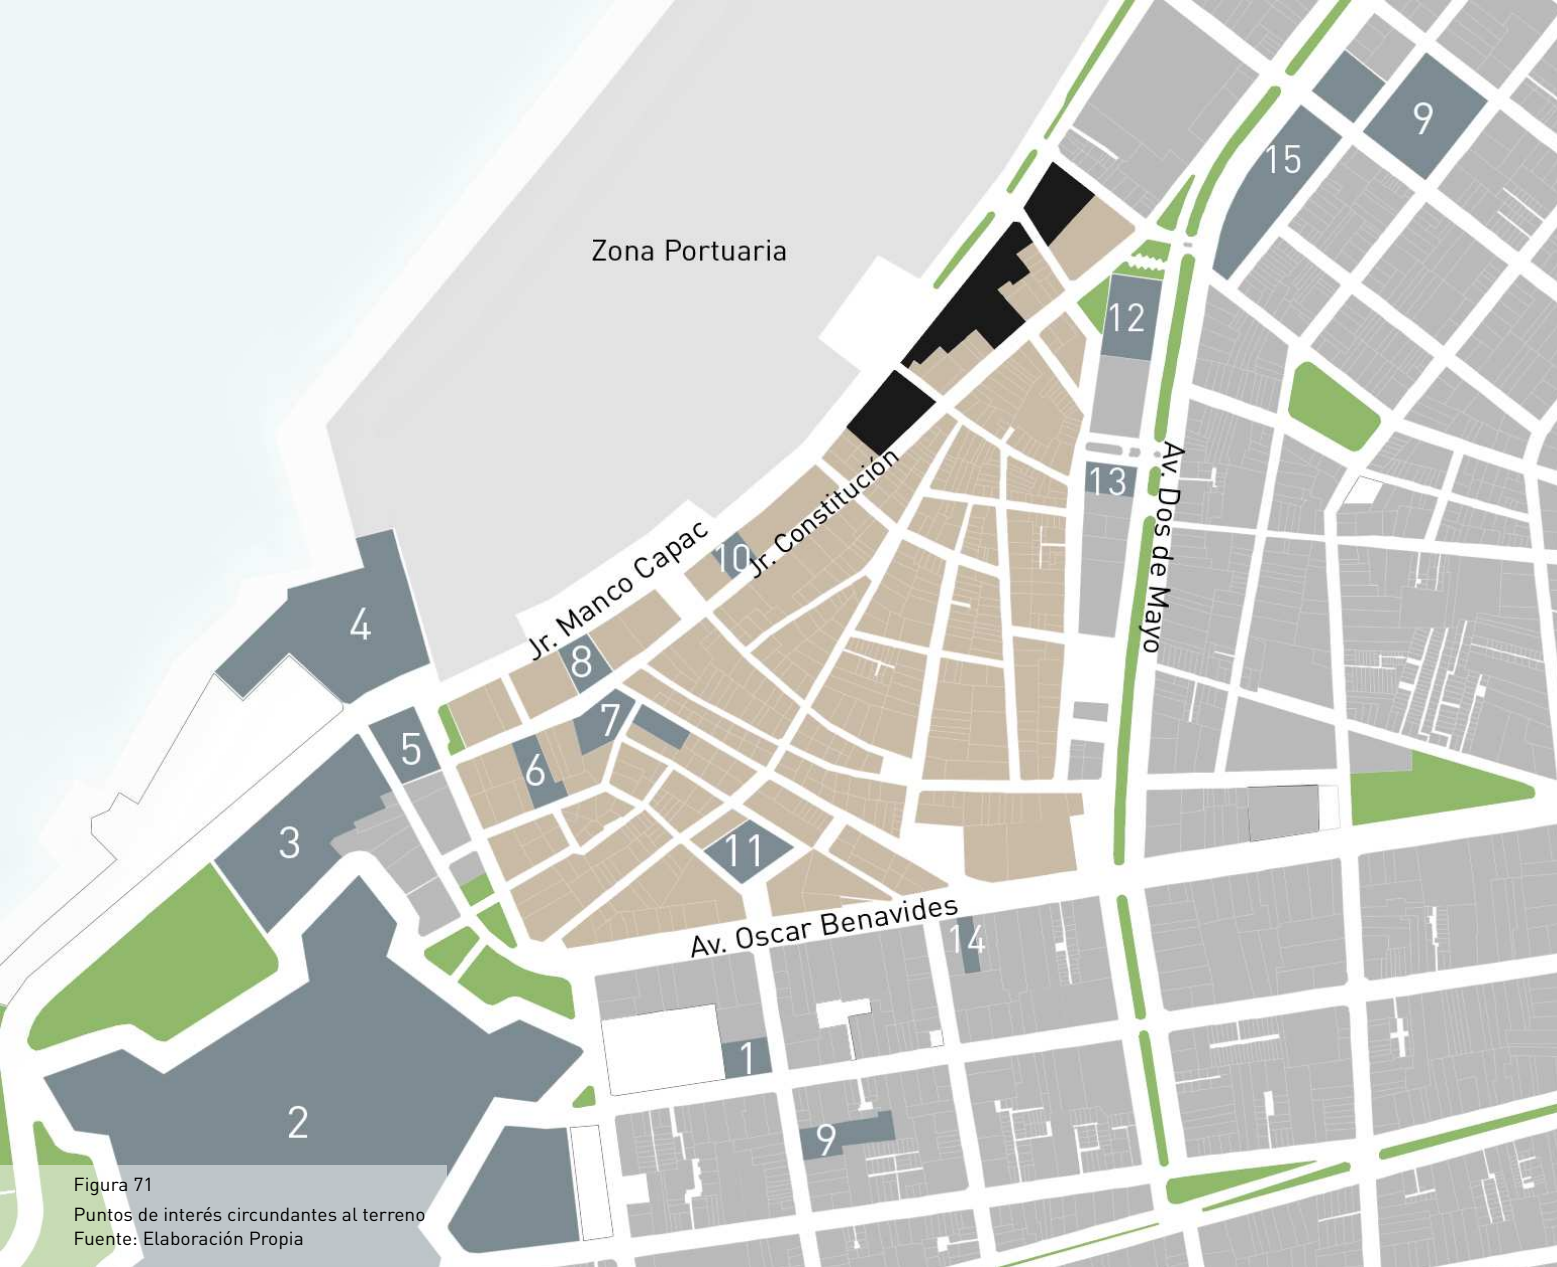 9
15
Zona Portuaria
12
Av. Dos de Mayo
13
Jr. Constitución
10
Jr. Manco Capac
4
8
7
5
6
3
11
Av. Oscar Benavides
14
1
2
9
Figura 71
Puntos de interés circundantes al terreno
Fuente: Elaboración Propia